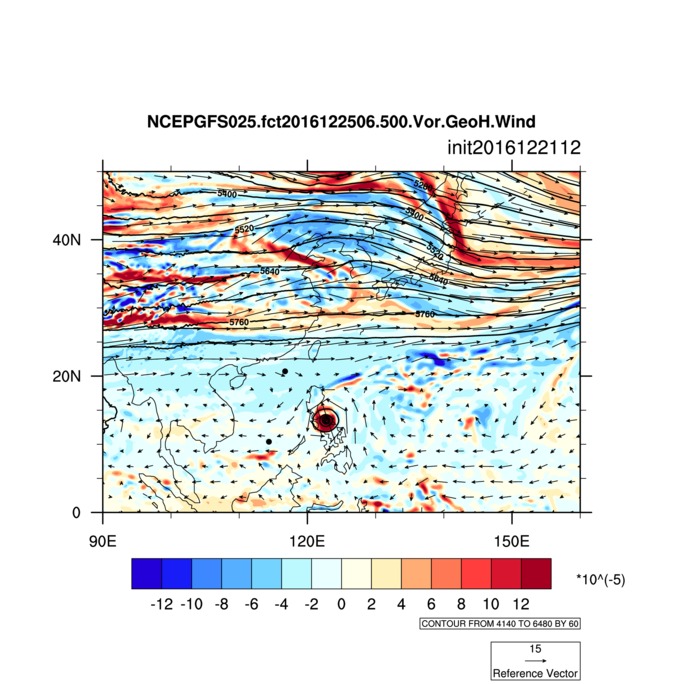 NCEPGFS025.fct2016122506.500.Vor.GeoH.Wind
init2016122112
5400
5400
5520
5520
5640
5640
5760
5760
40N
20N
0
90E 120E 150E
-12 -10 -8 -6 -4 -2 0 2 4 6 8 10 12
*10^(-5)
CONTOUR FROM 4140 TO 6480 BY 60
15
Reference Vector